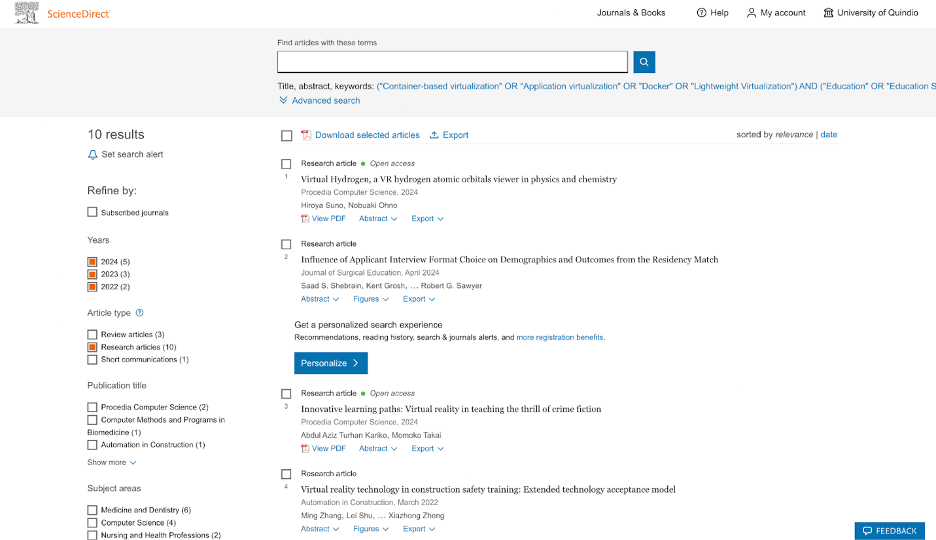 ScienceDirect®
Journals & Books
Help
My account
University of Quindio
Find articles with these terms
Title, abstract, keywords: ("Container-based virtualization" OR "Application virtualization" OR "Docker" OR "Lightweight Virtualization") AND ("Education" OR "Education S
Advanced search
10 results
Set search alert
Refine by:
Subscribed journals
Years
2024 (5)
2023 (3)
2022 (2)
Article type
Review articles (3)
Research articles (10)
Short communications (1)
Publication title
Procedia Computer Science (2)
Computer Methods and Programs in
Biomedicine (1)
Automation in Construction (1)
Show more
Subject areas
Medicine and Dentistry (6)
Computer Science (4)
Nursing and Health Professions (2)
Download selected articles
Export
sorted by relevance | date
Research article Open access
1
Virtual Hydrogen, a VR hydrogen atomic orbitals viewer in physics and chemistry
Procedia Computer Science, 2024
Hiroya Suno, Nobuaki Ohno
View PDF Abstract Export
Research article
2
Influence of Applicant Interview Format Choice on Demographics and Outcomes from the Residency Match
Journal of Surgical Education, April 2024
Saad S. Shebrain, Kent Grosh, ... Robert G. Sawyer
Abstract Figures Export
Get a personalized search experience
Recommendations, reading history, search & journals alerts, and more registration benefits.
Personalize
Research article Open access
3
Innovative learning paths: Virtual reality in teaching the thrill of crime fiction
Procedia Computer Science, 2024
Abdul Aziz Turhan Kariko, Momoko Takai
View PDF Abstract Export
Research article
4
Virtual reality technology in construction safety training: Extended technology acceptance model
Automation in Construction, March 2022
Ming Zhang, Lei Shu, ... Xiazhong Zheng
Abstract Figures Export
FEEDBACK